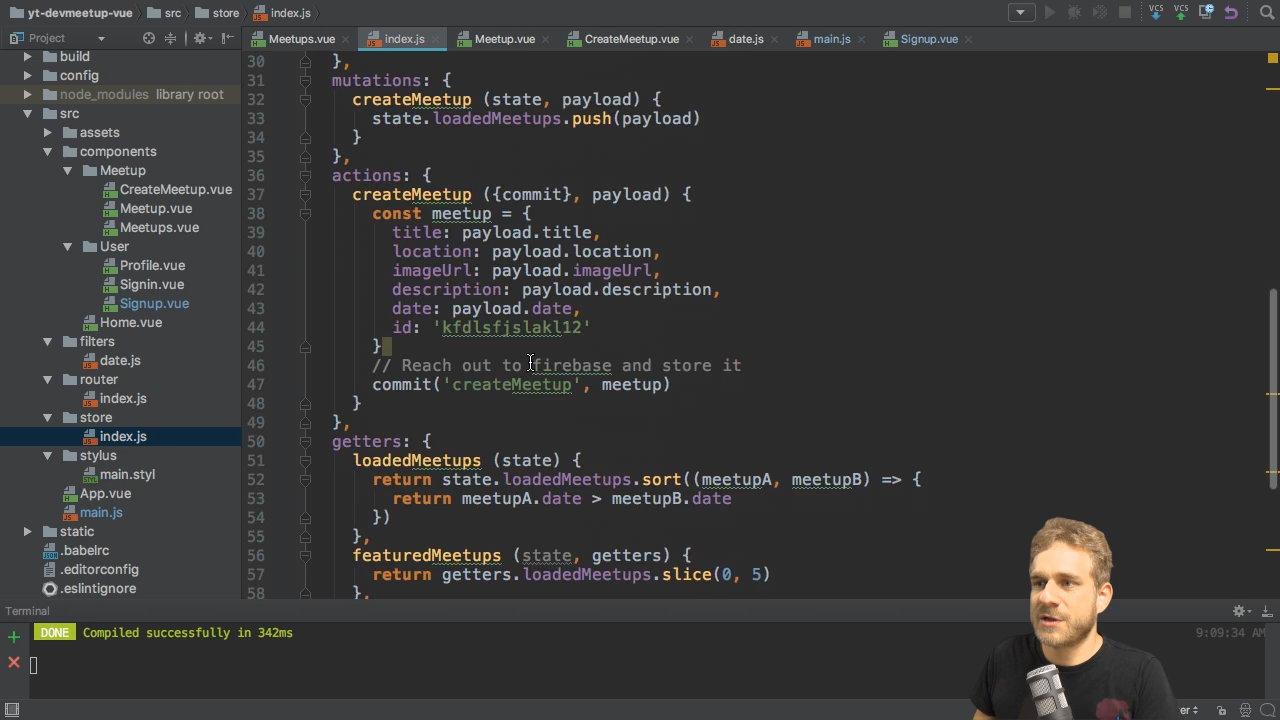 yt-devmeetup-vue src store index.js
Project
Meetups.vue index.js Meetup.vue CreateMeetup.vue date.js main.js Signup.vue
VCS VCS
build
config
node_modules library root
src
assets
components
Meetup
CreateMeetup.vue
Meetup.vue
Meetups.vue
User
Profile.vue
Signin.vue
Signup.vue
Home.vue
filters
date.js
router
index.js
store
index.js
stylus
main.styl
App.vue
main.js
static
.babelrc
.editorconfig
.eslintignore
30 },
31 mutations: {
32 createMeetup (state, payload) {
33 state.loadedMeetups.push(payload)
34 }
35 },
36 actions: {
37 createMeetup ({commit}, payload) {
38 const meetup = {
39 title: payload.title,
40 location: payload.location,
41 imageUrl: payload.imageUrl,
42 description: payload.description,
43 date: payload.date,
44 id: 'kfdlsfjslakl12'
45 }
46 // Reach out to firebase and store it
47 commit('createMeetup', meetup)
48 }
49 },
50 getters: {
51 loadedMeetups (state) {
52 return state.loadedMeetups.sort((meetupA, meetupB) => {
53 return meetupA.date > meetupB.date
54 })
55 },
56 featuredMeetups (state, getters) {
57 return getters.loadedMeetups.slice(0, 5)
58 },
Terminal
DONE Compiled successfully in 342ms
9:09:34 AM